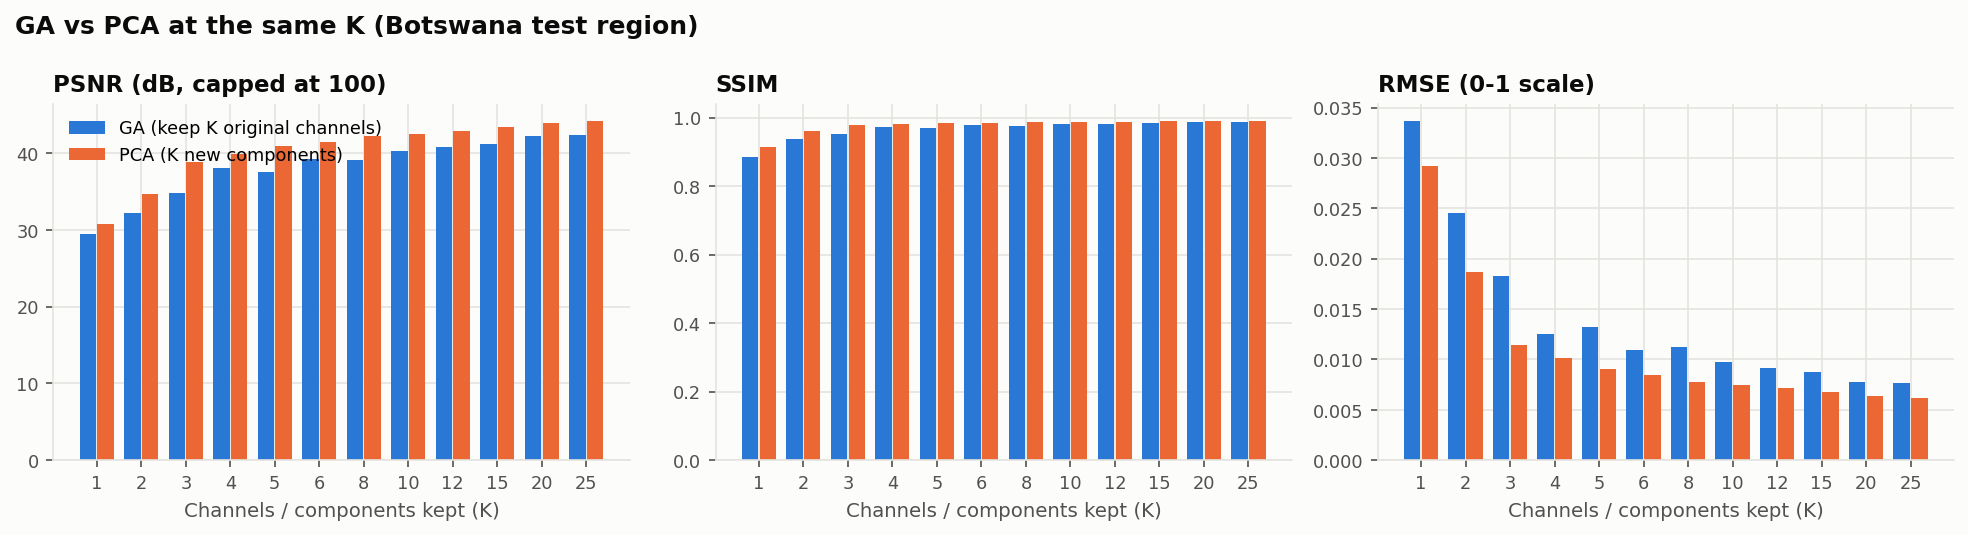 GA vs PCA at the same K (Botswana test region)
PSNR (dB, capped at 100)
GA (keep K original channels)
PCA (K new components)
40
30
20
10
0
1 2 3 4 5 6 8 10 12 15 20 25
Channels / components kept (K)
SSIM
1.0
0.8
0.6
0.4
0.2
0.0
1 2 3 4 5 6 8 10 12 15 20 25
Channels / components kept (K)
RMSE (0-1 scale)
0.035
0.030
0.025
0.020
0.015
0.010
0.005
0.000
1 2 3 4 5 6 8 10 12 15 20 25
Channels / components kept (K)